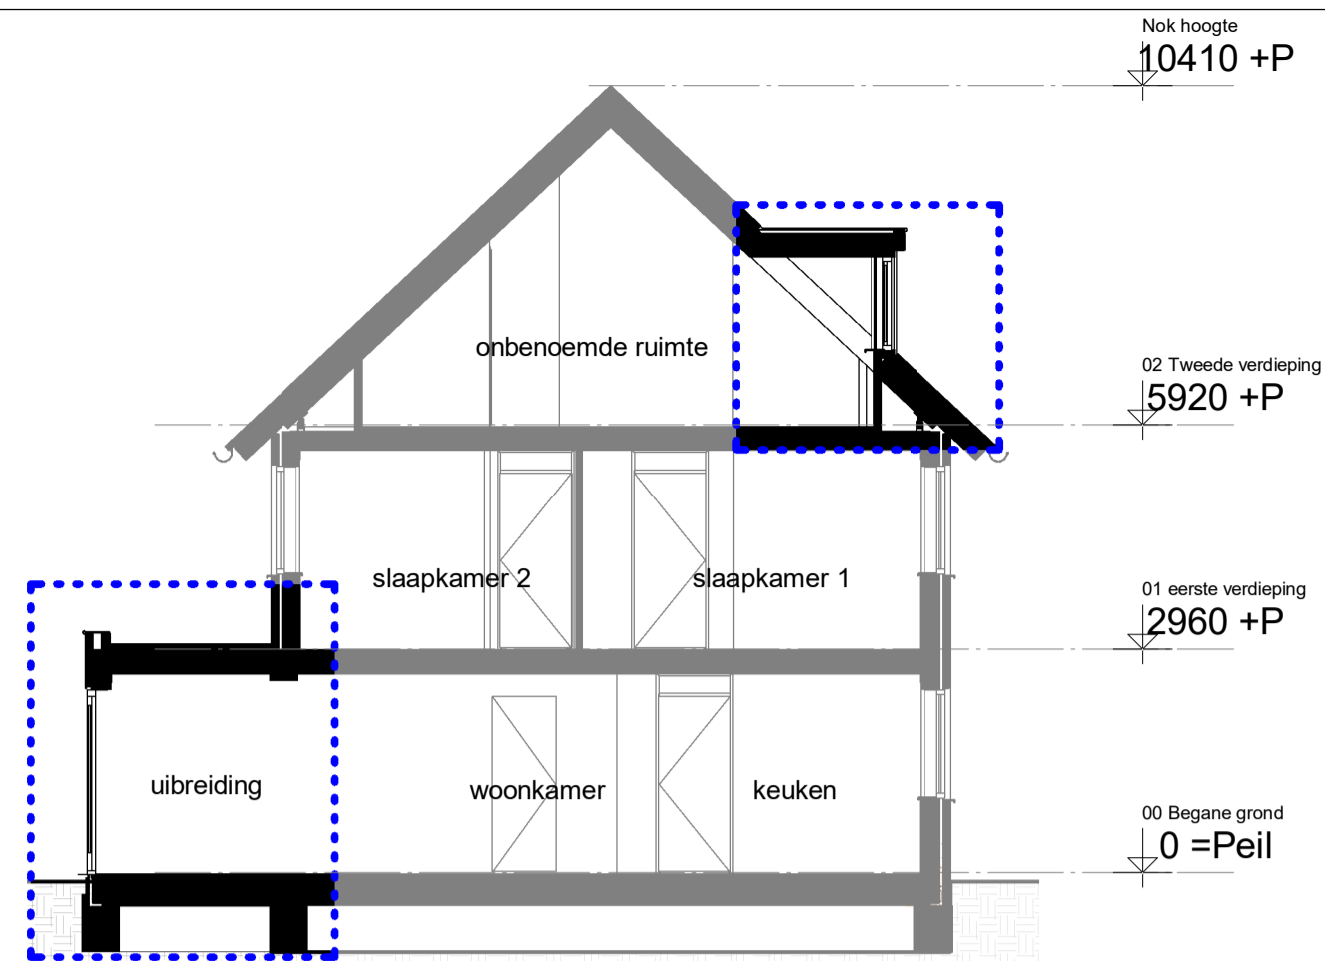 Nok hoogte
10410 +P
onbenoemde ruimte
02 Tweede verdieping
5920 +P
slaapkamer 2
slaapkamer 1
01 eerste verdieping
2960 +P
uibreiding
woonkamer
keuken
00 Begane grond
0 =Peil